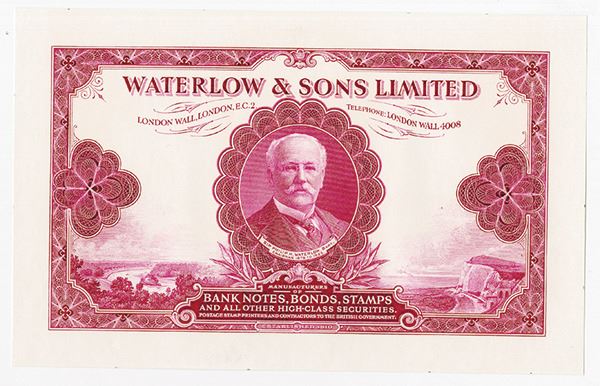 WATERLOW & SONS LIMITED
LONDON WALL, LONDON, E.C.2
TELEPHONE: LONDON WALL 4008
MANUFACTURERS
OF
BANK NOTES, BONDS, STAMPS
AND ALL OTHER HIGH-CLASS SECURITIES.
POSTAGE STAMP PRINTERS AND CONTRACTORS TO THE BRITISH GOVERNMENT.
ESTABLISHED 1810